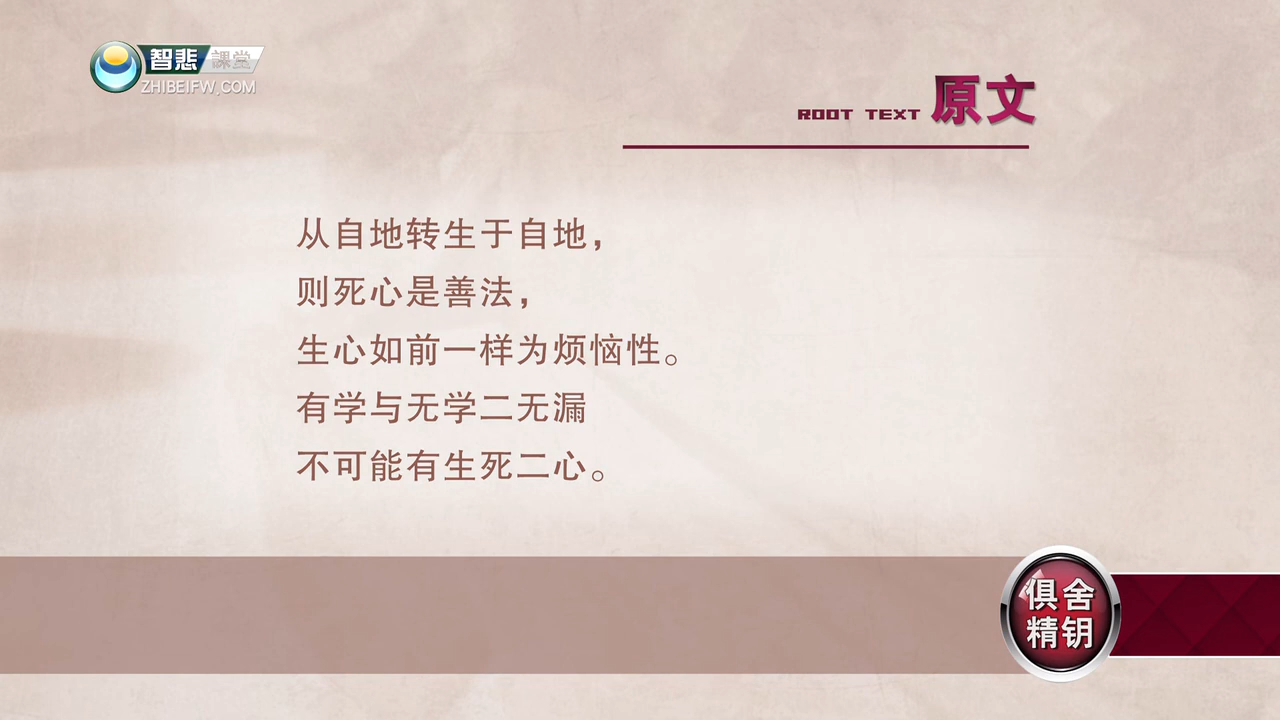 智悲課堂
ZHIBEIFW.COM
ROOT TEXT 原文
从自地转生于自地，
则死心是善法，
生心如前一样为烦恼性。
有学与无学二无漏
不可能有生死二心。
俱舍
精钥